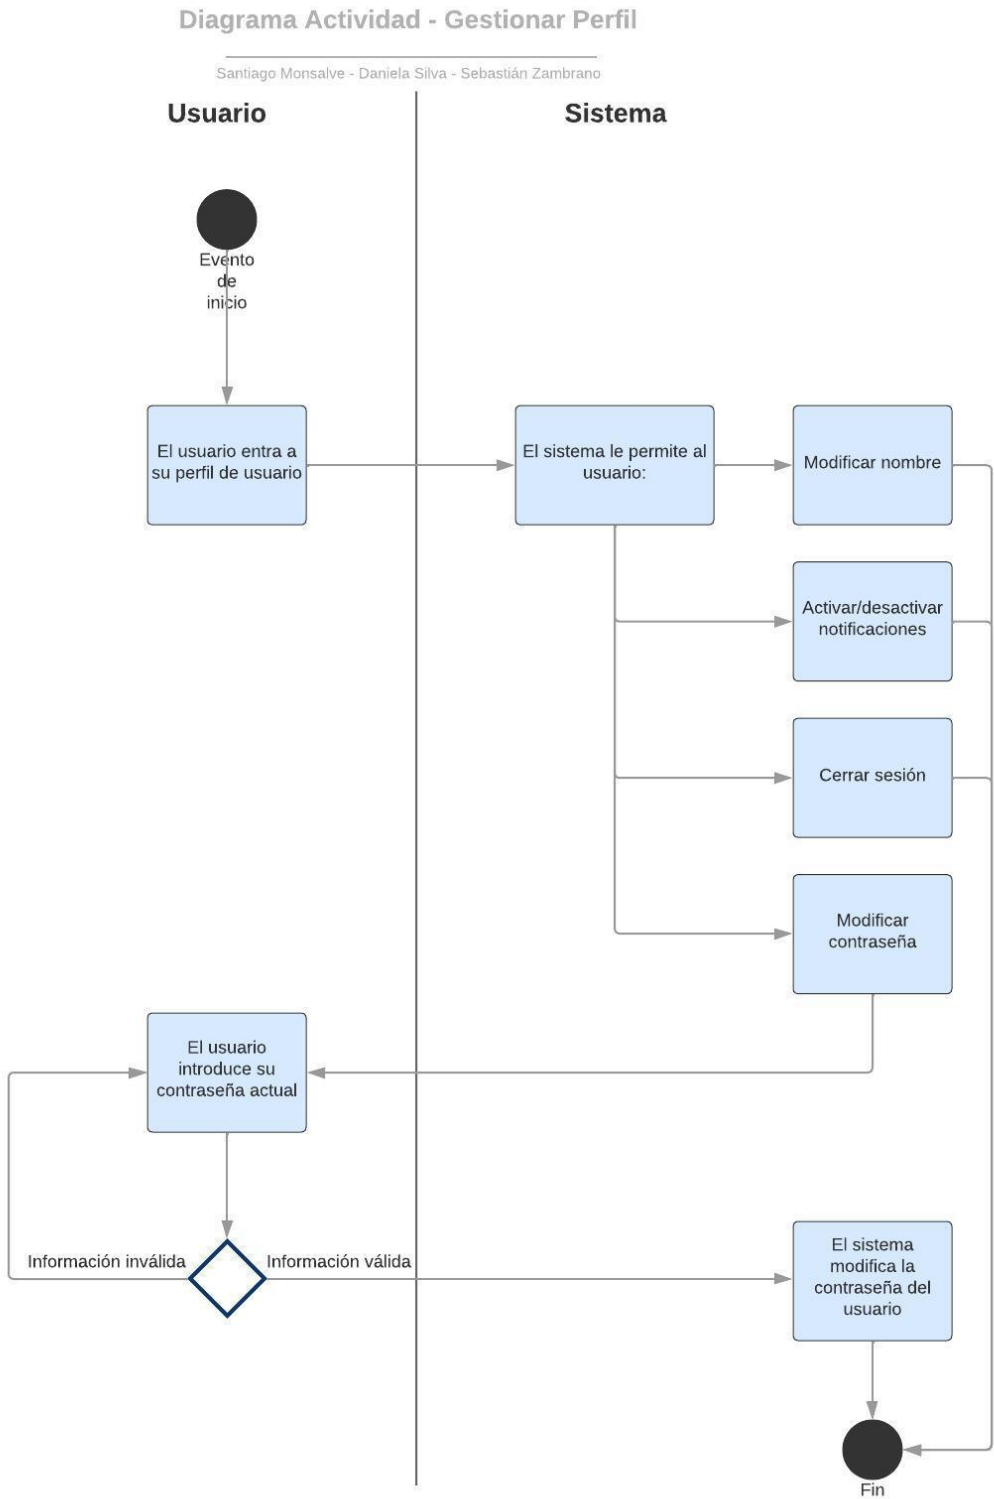 Diagrama Actividad - Gestionar Perfil
Santiago Monsalve - Daniela Silva - Sebastián Zambrano
Usuario
Sistema
Evento
de
inicio
El usuario entra a
su perfil de usuario
El sistema le permite al
usuario:
Modificar nombre
Activar/desactivar
notificaciones
Cerrar sesión
Modificar
contraseña
El usuario
introduce su
contraseña actual
Información inválida
Información válida
El sistema
modifica la
contraseña del
usuario
Fin